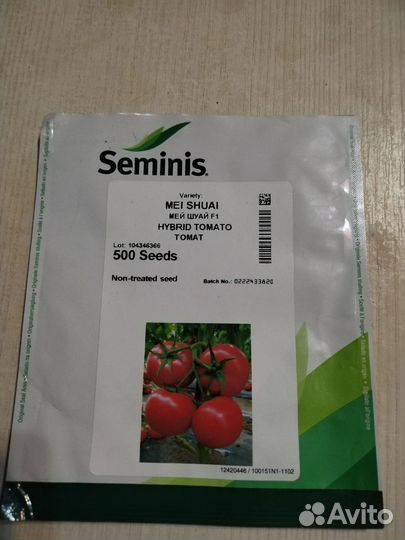 Seminis.
Variety:
MEI SHUAI
МЕЙ ШУАЙ F1
HYBRID TOMATO
ТОМАТ
Lot: 104346366
500 Seeds
Non-treated seed
Batch No.: 0222433820
12420446 / 100151N1-1102
Avito